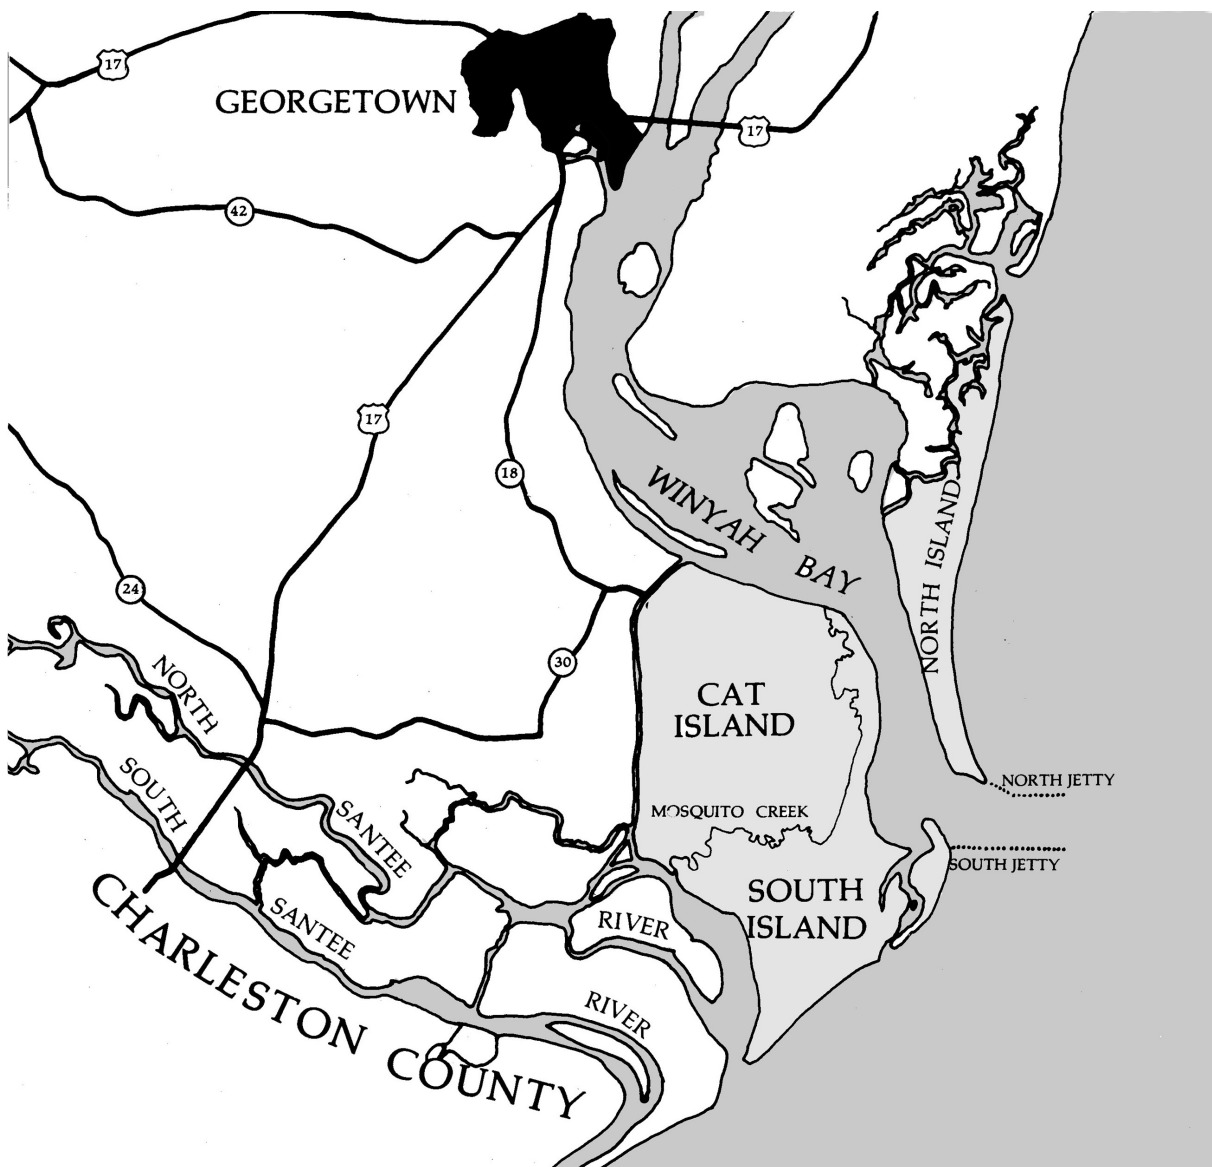 17
GEORGETOWN
17
42
17
18
WINYAH BAY
NORTH ISLAND
24
30
NORTH
CAT
ISLAND
NORTH JETTY
SOUTH
SANTEE
MOSQUITO CREEK
SOUTH JETTY
SOUTH
ISLAND
SANTEE
RIVER
RIVER
CHARLESTON COUNTY